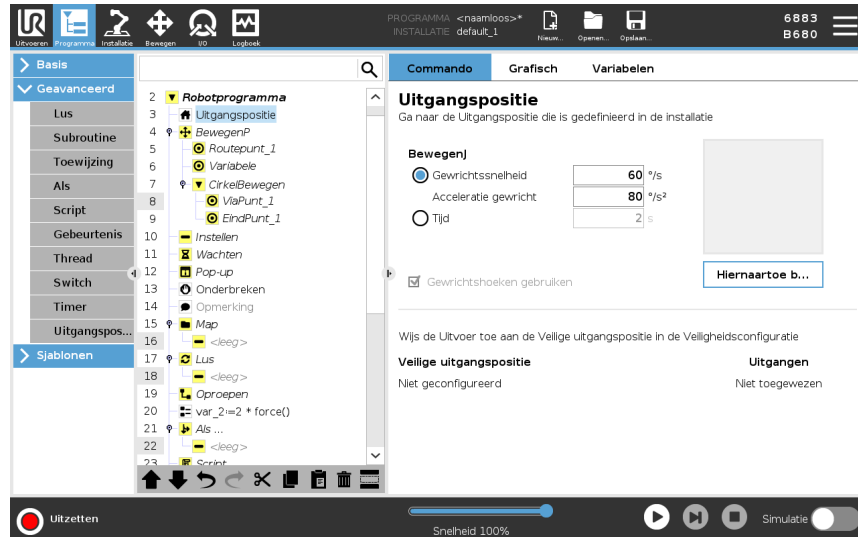 PROGRAMMA <naamloos>*
INSTALLATIE default_1
Uitvoeren Programma Installatie Bewegen I/O Logboek
Nieuw... Openen... Opslaan...
6883
B680
Basis
Geavanceerd
Lus
Subroutine
Toewijzing
Als
Script
Gebeurtenis
Thread
Switch
Timer
Uitgangspos...
Sjablonen
2 Robotprogramma
3 Uitgangspositie
4 BewegenP
5 Routepunt_1
6 Variabele
7 CirkelBewegen
8 ViaPunt_1
9 EindPunt_1
10 Instellen
11 Wachten
12 Pop-up
13 Onderbreken
14 Opmerking
15 Map
16 <leeg>
17 Lus
18 <leeg>
19 Oproepen
20 var_2:=2 * force()
21 Als ...
22 <leeg>
23 Script
Commando Grafisch Variabelen
Uitgangspositie
Ga naar de Uitgangspositie die is gedefinieerd in de installatie
BewegenJ
Gewrichtssnelheid 60 °/s
Acceleratie gewricht 80 °/s²
Tijd 2 s
Gewrichtshoeken gebruiken
Hiernaartoe b...
Wijs de Uitvoer toe aan de Veilige uitgangspositie in de Veiligheidsconfiguratie
Veilige uitgangspositie Uitgangen
Niet geconfigureerd Niet toegewezen
Uitzetten
Snelheid 100%
Simulatie